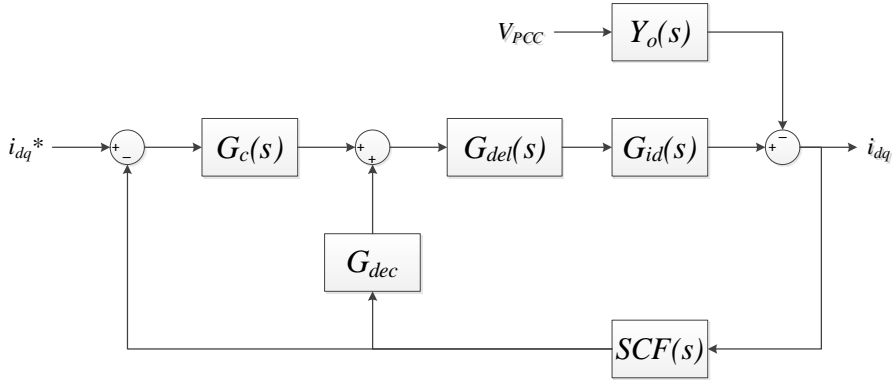 V_PCC
Y_o(s)
i_dq*
+
−
G_c(s)
+
+
G_del(s)
G_id(s)
+
−
i_dq
G_dec
SCF(s)